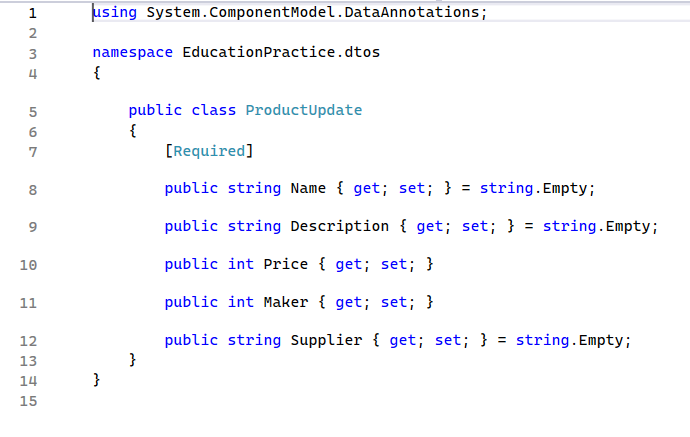 1 using System.ComponentModel.DataAnnotations;
2
3 namespace EducationPractice.dtos
4 {
5 public class ProductUpdate
6 {
7 [Required]
8 public string Name { get; set; } = string.Empty;
9 public string Description { get; set; } = string.Empty;
10 public int Price { get; set; }
11 public int Maker { get; set; }
12 public string Supplier { get; set; } = string.Empty;
13 }
14 }
15